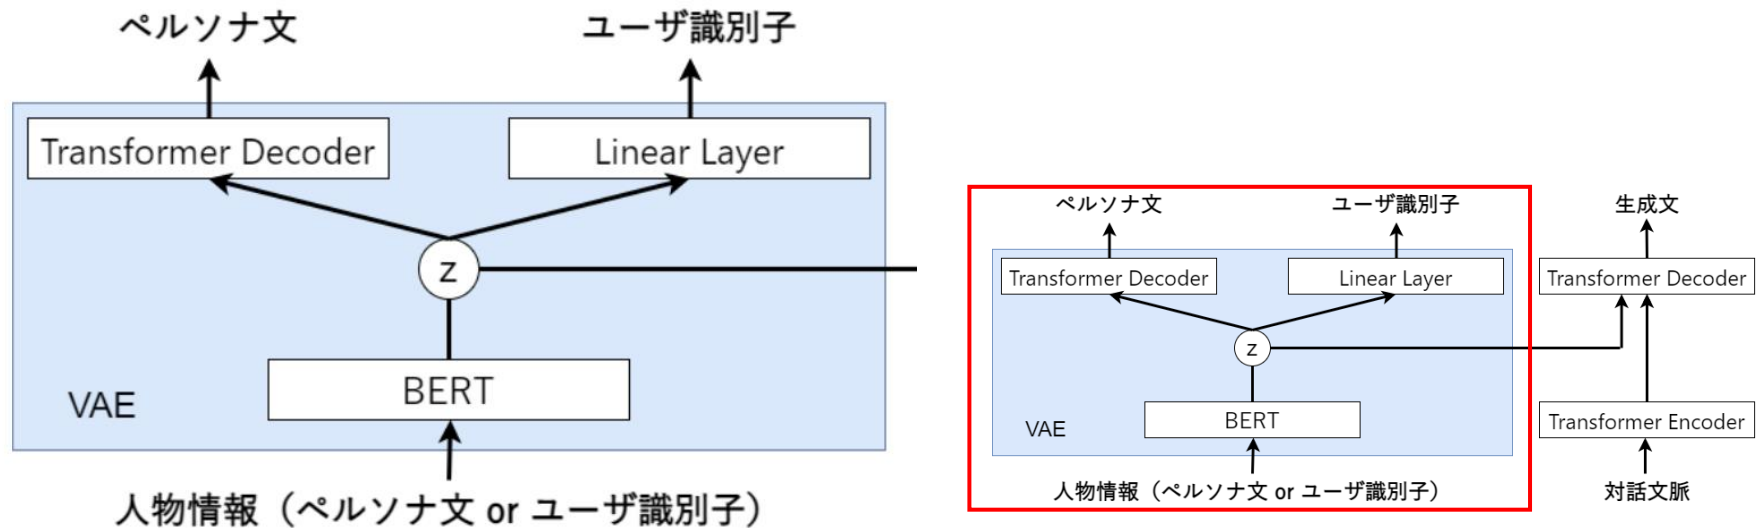 ペルソナ文
ユーザ識別子
Transformer Decoder
Linear Layer
z
BERT
VAE
人物情報（ペルソナ文 or ユーザ識別子）
ペルソナ文
ユーザ識別子
生成文
Transformer Decoder
Linear Layer
Transformer Decoder
z
BERT
Transformer Encoder
VAE
人物情報（ペルソナ文 or ユーザ識別子）
対話文脈